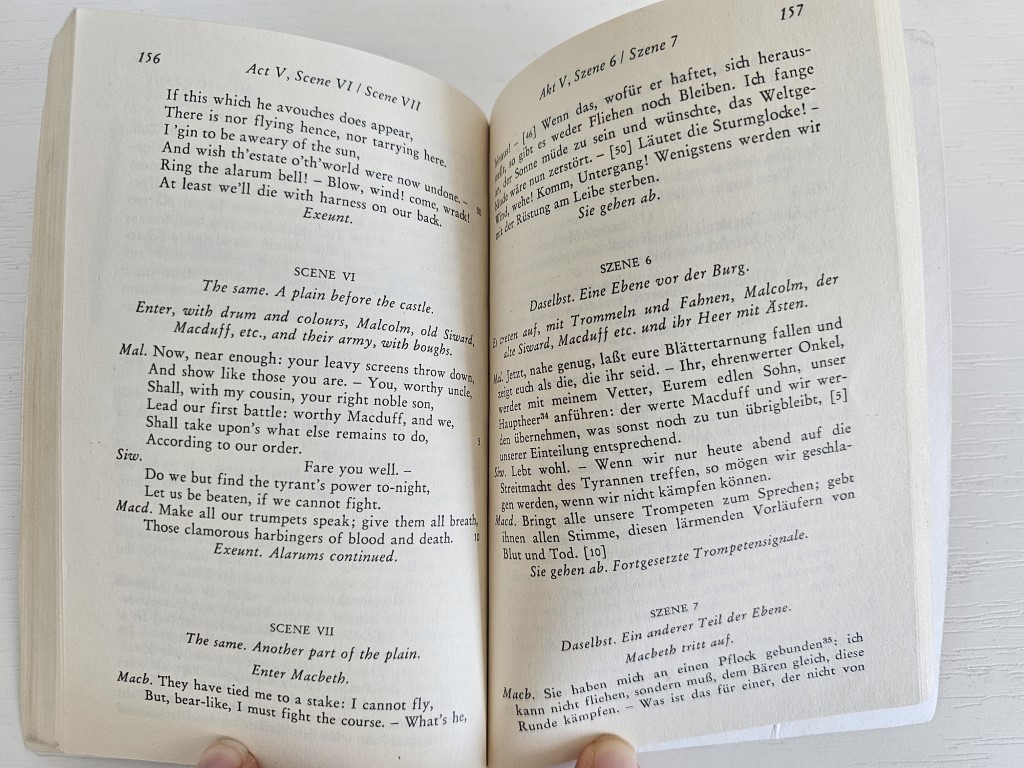 156
Act V, Scene VI / Scene VII
If this which he avouches does appear,
There is nor flying hence, nor tarrying here.
I 'gin to be aweary of the sun,
And wish th'estate o'th'world were now undone. –
Ring the alarum bell! – Blow, wind! come, wrack! 50
At least we'll die with harness on our back.
Exeunt.
SCENE VI
The same. A plain before the castle.
Enter, with drum and colours, Malcolm, old Siward,
Macduff, etc., and their army, with boughs.
Mal. Now, near enough: your leavy screens throw down,
And show like those you are. – You, worthy uncle,
Shall, with my cousin, your right noble son,
Lead our first battle: worthy Macduff, and we,
Shall take upon's what else remains to do, 5
According to our order.
Siw. Fare you well. –
Do we but find the tyrant's power to-night,
Let us be beaten, if we cannot fight.
Macd. Make all our trumpets speak; give them all breath,
Those clamorous harbingers of blood and death. 10
Exeunt. Alarums continued.
SCENE VII
The same. Another part of the plain.
Enter Macbeth.
Macb. They have tied me to a stake: I cannot fly,
But, bear-like, I must fight the course. – What's he,
157
Akt V, Szene 6 / Szene 7
– [46] Wenn das, wofür er haftet, sich heraus-
so gibt es weder Fliehen noch Bleiben. Ich fange
an, der Sonne müde zu sein und wünschte, das Weltge-
bäude wäre nun zerstört. – [50] Läutet die Sturmglocke! –
Wind, wehe! Komm, Untergang! Wenigstens werden wir
mit der Rüstung am Leibe sterben.
Sie gehen ab.
SZENE 6
Daselbst. Eine Ebene vor der Burg.
Es treten auf, mit Trommeln und Fahnen, Malcolm, der
alte Siward, Macduff etc. und ihr Heer mit Ästen.
Mal. Jetzt, nahe genug, laßt eure Blättertarnung fallen und
zeigt euch als die, die ihr seid. – Ihr, ehrenwerter Onkel,
werdet mit meinem Vetter, Eurem edlen Sohn, unser
Hauptheer³⁴ anführen: der werte Macduff und wir wer-
den übernehmen, was sonst noch zu tun übrigbleibt, [5]
unserer Einteilung entsprechend.
Siw. Lebt wohl. – Wenn wir nur heute abend auf die
Streitmacht des Tyrannen treffen, so mögen wir geschla-
gen werden, wenn wir nicht kämpfen können.
Macd. Bringt alle unsere Trompeten zum Sprechen; gebt
ihnen allen Stimme, diesen lärmenden Vorläufern von
Blut und Tod. [10]
Sie gehen ab. Fortgesetzte Trompetensignale.
SZENE 7
Daselbst. Ein anderer Teil der Ebene.
Macbeth tritt auf.
Macb. Sie haben mich an einen Pflock gebunden³⁵: ich
kann nicht fliehen, sondern muß, dem Bären gleich, diese
Runde kämpfen. – Was ist das für einer, der nicht von